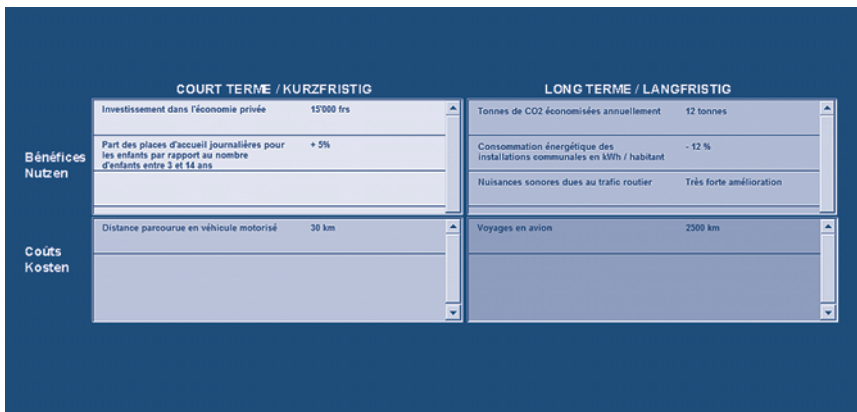 COURT TERME / KURZFRISTIG
LONG TERME / LANGFRISTIG
Bénéfices
Nutzen
Investissement dans l'économie privée 15'000 frs
Part des places d'accueil journalières pour
les enfants par rapport au nombre
d'enfants entre 3 et 14 ans
+ 5%
Tonnes de CO2 économisées annuellement 12 tonnes
Consommation énergétique des
installations communales en kWh / habitant
- 12 %
Nuisances sonores dues au trafic routier Très forte amélioration
Coûts
Kosten
Distance parcourue en véhicule motorisé 30 km
Voyages en avion 2500 km